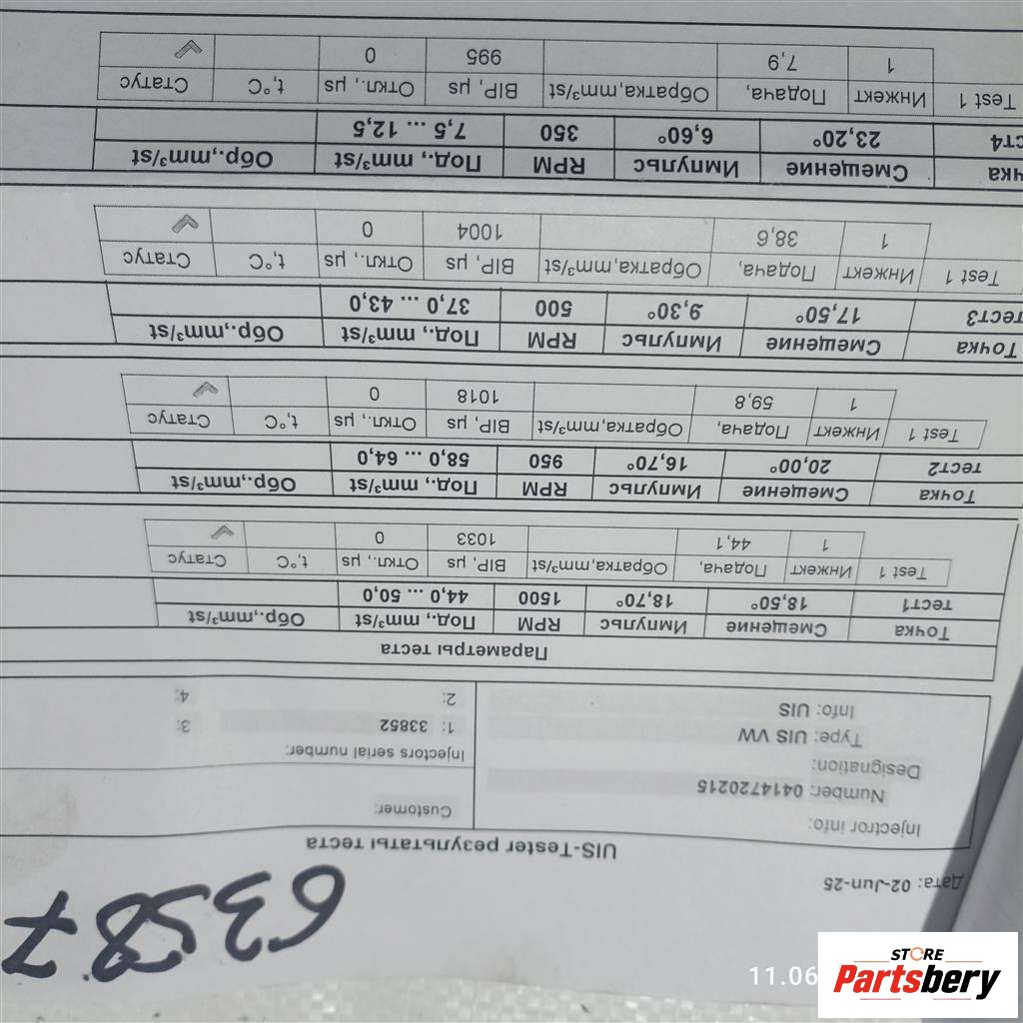 63587
Дата: 02-Jun-25
UIS-Tester результаты теста
Injector info:
Number: 0414720215
Designation:
Type: UIS VW
Info: UIS
Customer:
Injectors serial number:
1: 33852 3:
2: 4:
Параметры теста
Точка Смещение Импульс RPM Под., mm³/st Обр.,mm³/st
тест1 18,50° 18,70° 1500 44,0 ... 50,0
Test 1 Инжект Подача, Обратка,mm³/st BIP, µs Откл., µs t,°C Статус
1 44,1 1033 0
Точка Смещение Импульс RPM Под., mm³/st Обр.,mm³/st
тест2 20,00° 16,70° 950 58,0 ... 64,0
Test 1 Инжект Подача, Обратка,mm³/st BIP, µs Откл., µs t,°C Статус
1 59,8 1018 0
Точка Смещение Импульс RPM Под., mm³/st Обр.,mm³/st
тест3 17,50° 9,30° 500 37,0 ... 43,0
Test 1 Инжект Подача, Обратка,mm³/st BIP, µs Откл., µs t,°C Статус
1 38,6 1004 0
чка Смещение Импульс RPM Под., mm³/st Обр.,mm³/st
ст4 23,20° 6,60° 350 7,5 ... 12,5
Test 1 Инжект Подача, Обратка,mm³/st BIP, µs Откл., µs t,°C Статус
1 7,9 995 0
11.06
STORE
Partsbery